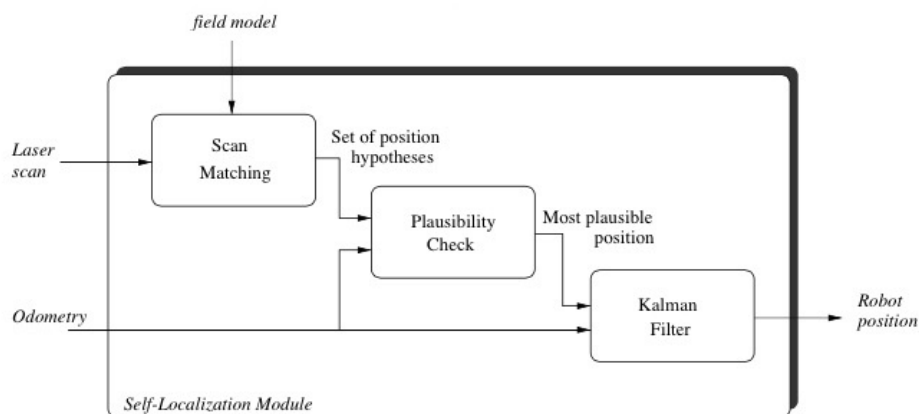 field model
Laser
scan
Scan
Matching
Set of position
hypotheses
Plausibility
Check
Most plausible
position
Odometry
Kalman
Filter
Robot
position
Self-Localization Module